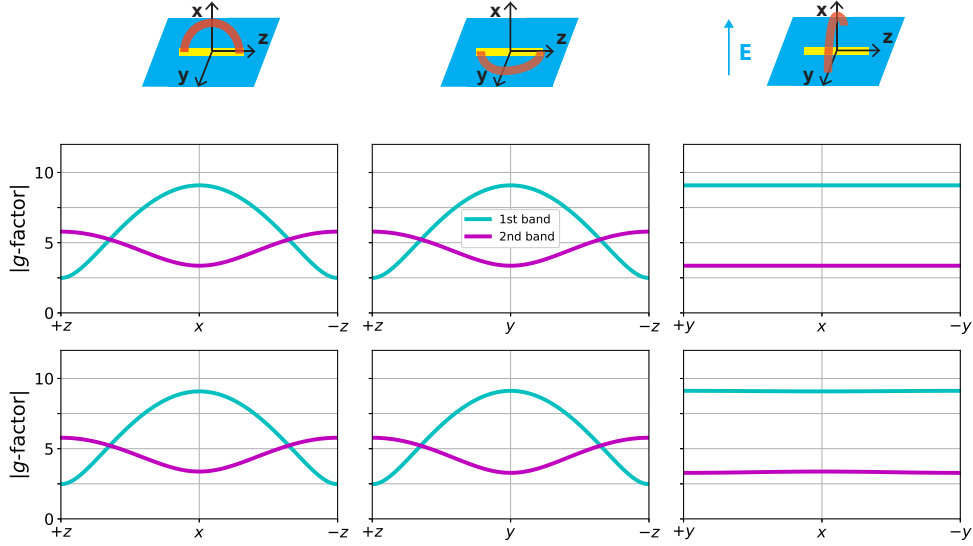 x
z
y
x
z
y
E
x
z
y
|g-factor|
10
5
0
+z
x
−z
1st band
2nd band
+z
y
−z
+y
x
−y
|g-factor|
10
5
0
+z
x
−z
+z
y
−z
+y
x
−y